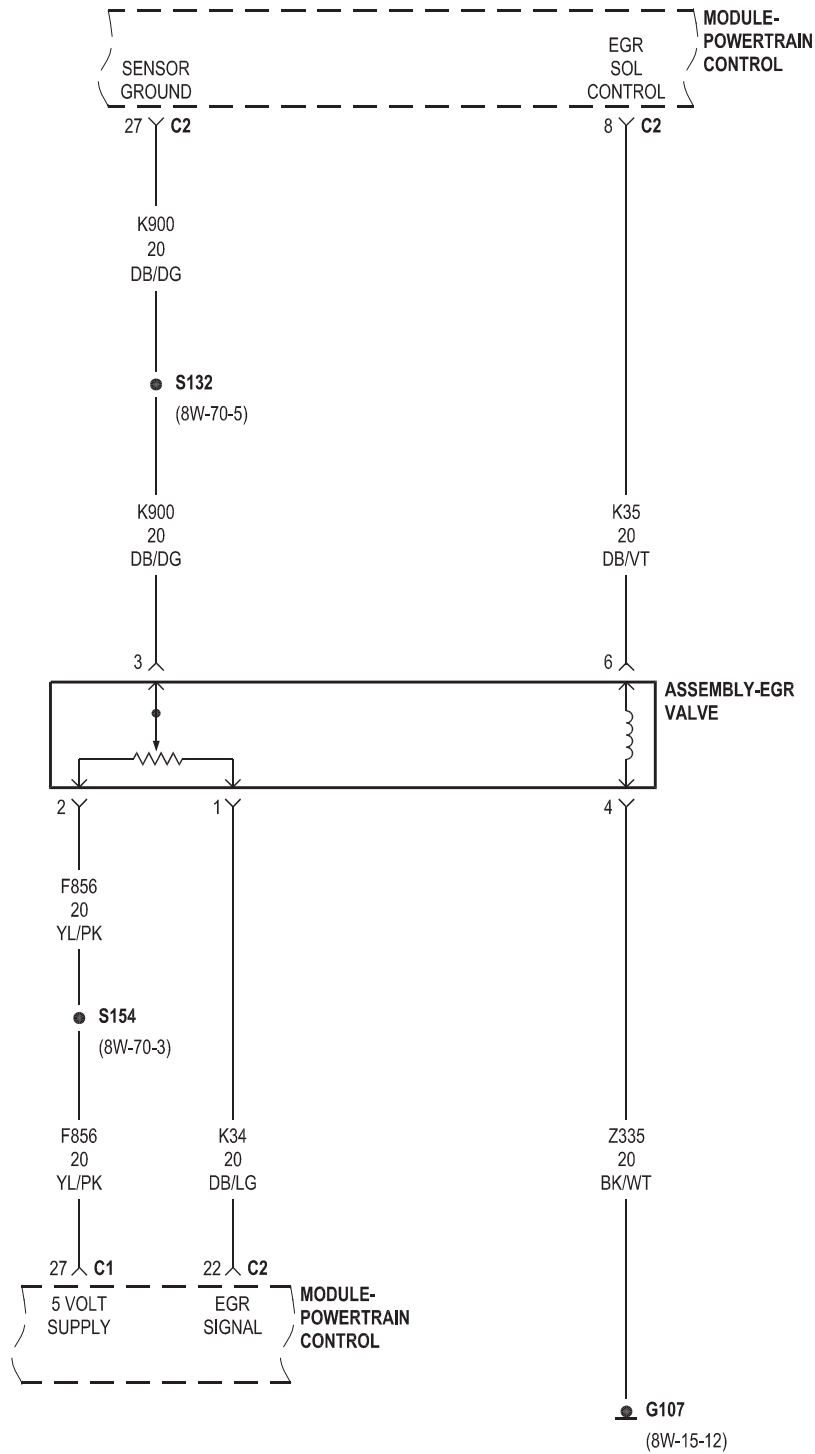 MODULE-
POWERTRAIN
CONTROL
SENSOR
GROUND
EGR
SOL
CONTROL
27 C2
8 C2
K900
20
DB/DG
S132
(8W-70-5)
K900
20
DB/DG
K35
20
DB/VT
3
6
ASSEMBLY-EGR
VALVE
2
1
4
F856
20
YL/PK
S154
(8W-70-3)
F856
20
YL/PK
K34
20
DB/LG
Z335
20
BK/WT
27 C1
22 C2
5 VOLT
SUPPLY
EGR
SIGNAL
MODULE-
POWERTRAIN
CONTROL
G107
(8W-15-12)